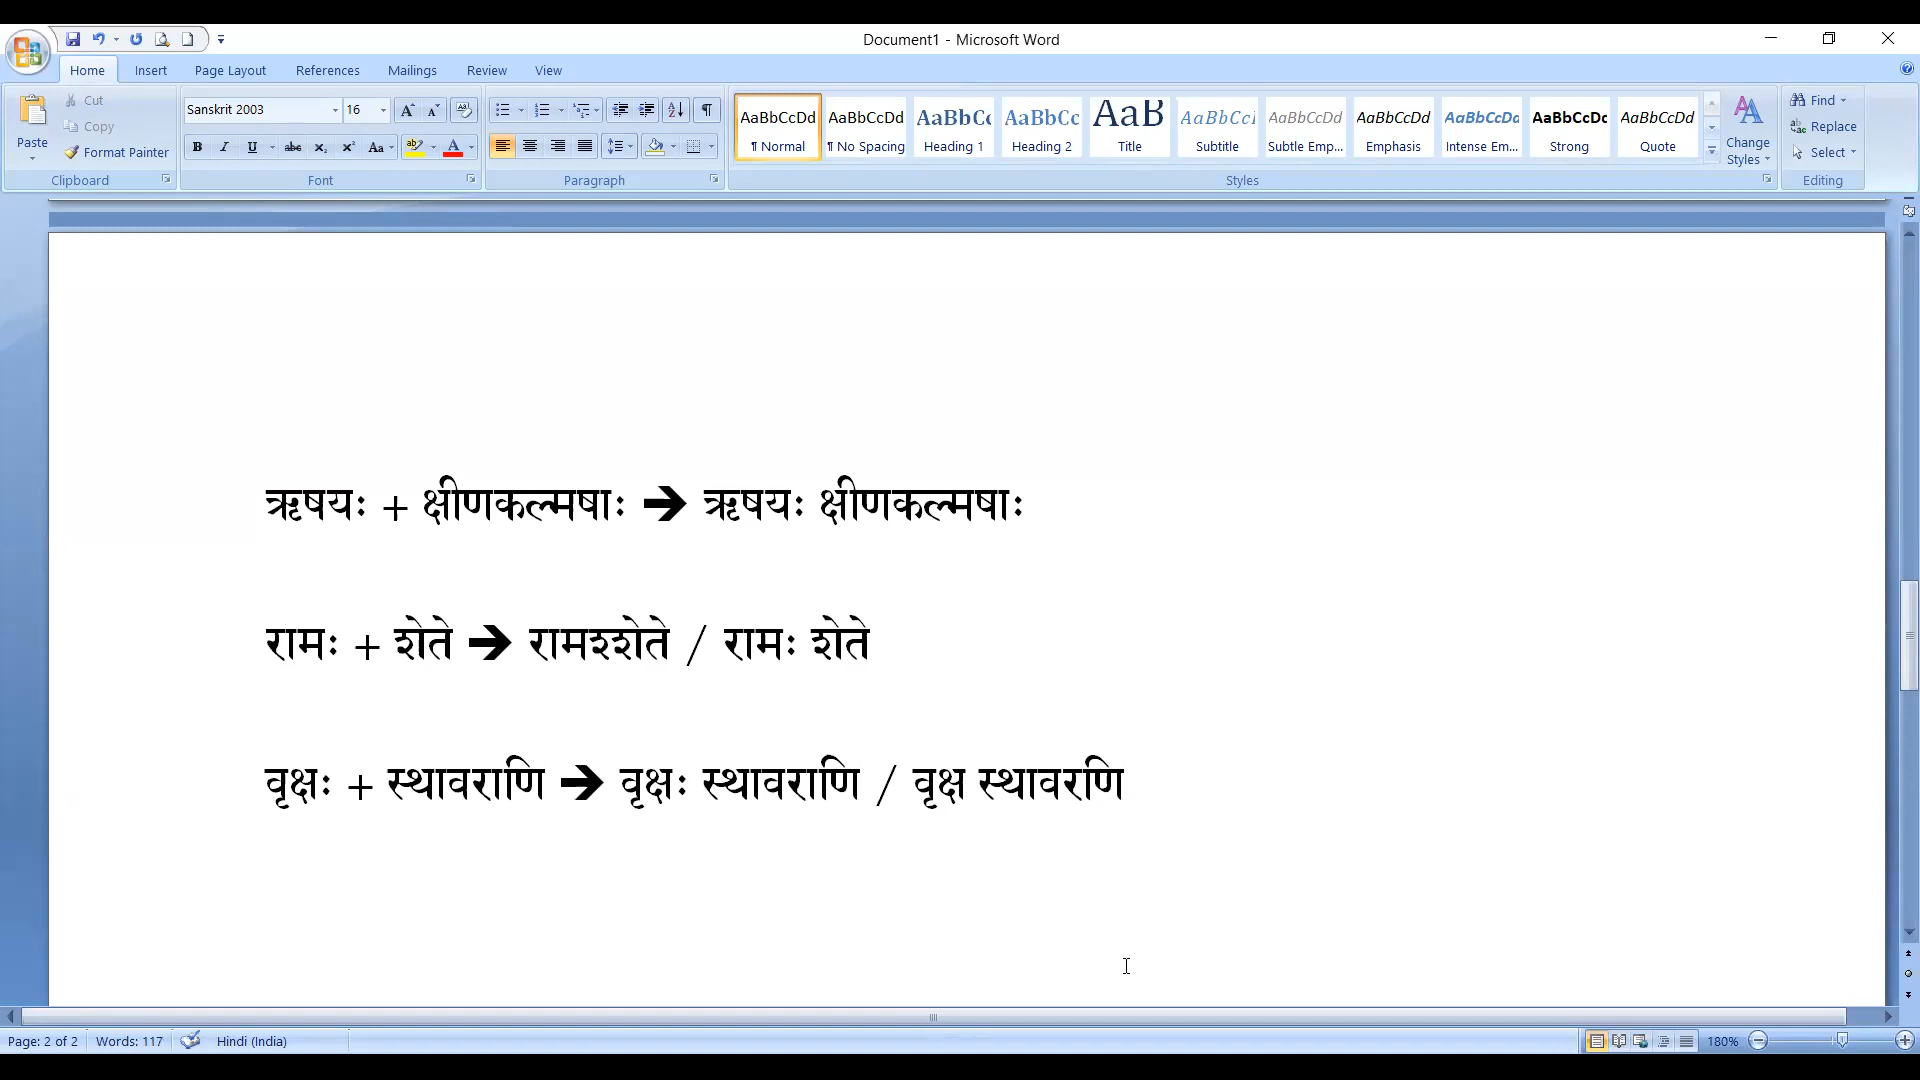 Document1 - Microsoft Word
Home Insert Page Layout References Mailings Review View
Paste Cut Copy Format Painter Clipboard
Sanskrit 2003 16 Font
Paragraph
AaBbCcDd AaBbCcDd AaBbCc AaBbCc AaB AaBbCcl AaBbCcDd AaBbCcDd AaBbCcDc AaBbCcDc AaBbCcDd
¶ Normal ¶ No Spacing Heading 1 Heading 2 Title Subtitle Subtle Emp... Emphasis Intense Em... Strong Quote
Change Styles Styles
Find Replace Select Editing
ऋषयः + क्षीणकल्मषाः ➔ ऋषयः क्षीणकल्मषाः
रामः + शेते ➔ रामश्शेते / रामः शेते
वृक्षः + स्थावराणि ➔ वृक्षः स्थावराणि / वृक्ष स्थावरणि
Page: 2 of 2 Words: 117 Hindi (India) 180%